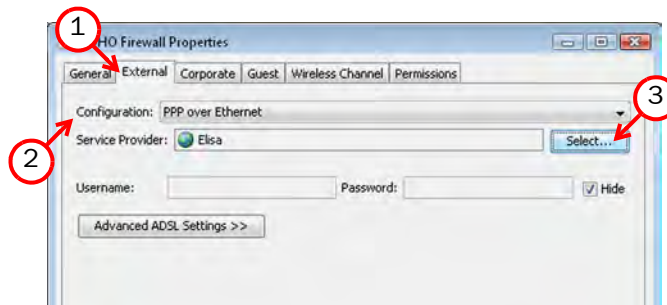 1
HO Firewall Properties
General External Corporate Guest Wireless Channel Permissions
Configuration: PPP over Ethernet
3
2
Service Provider: Elisa Select...
Username: Password: Hide
Advanced ADSL Settings >>